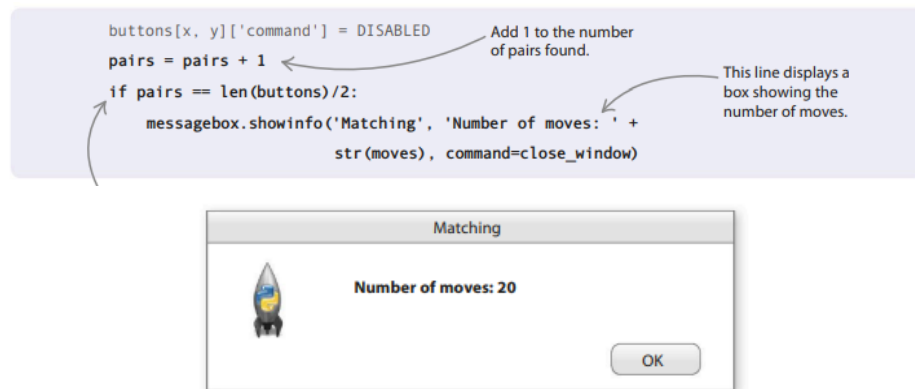 buttons[x, y]['command'] = DISABLED
Add 1 to the number
of pairs found.
pairs = pairs + 1
if pairs == len(buttons)/2:
This line displays a
box showing the
number of moves.
messagebox.showinfo('Matching', 'Number of moves: ' +
str(moves), command=close_window)
Matching
Number of moves: 20
OK